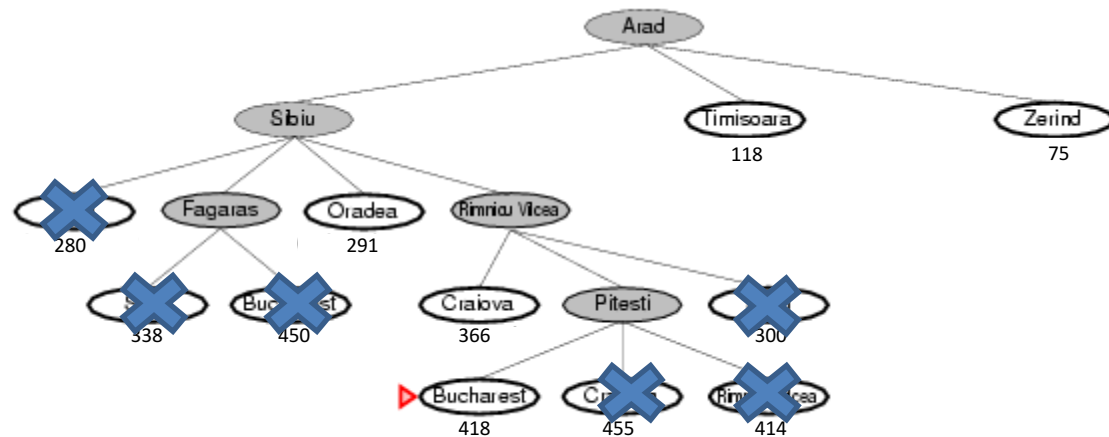 Arad
Sibiu Timisoara Zerind
118 75
Fagaras Oradea Rimnicu Vilcea
280 291
Craiova Pitesti
338 450 366 300
Bucharest
418 455 414